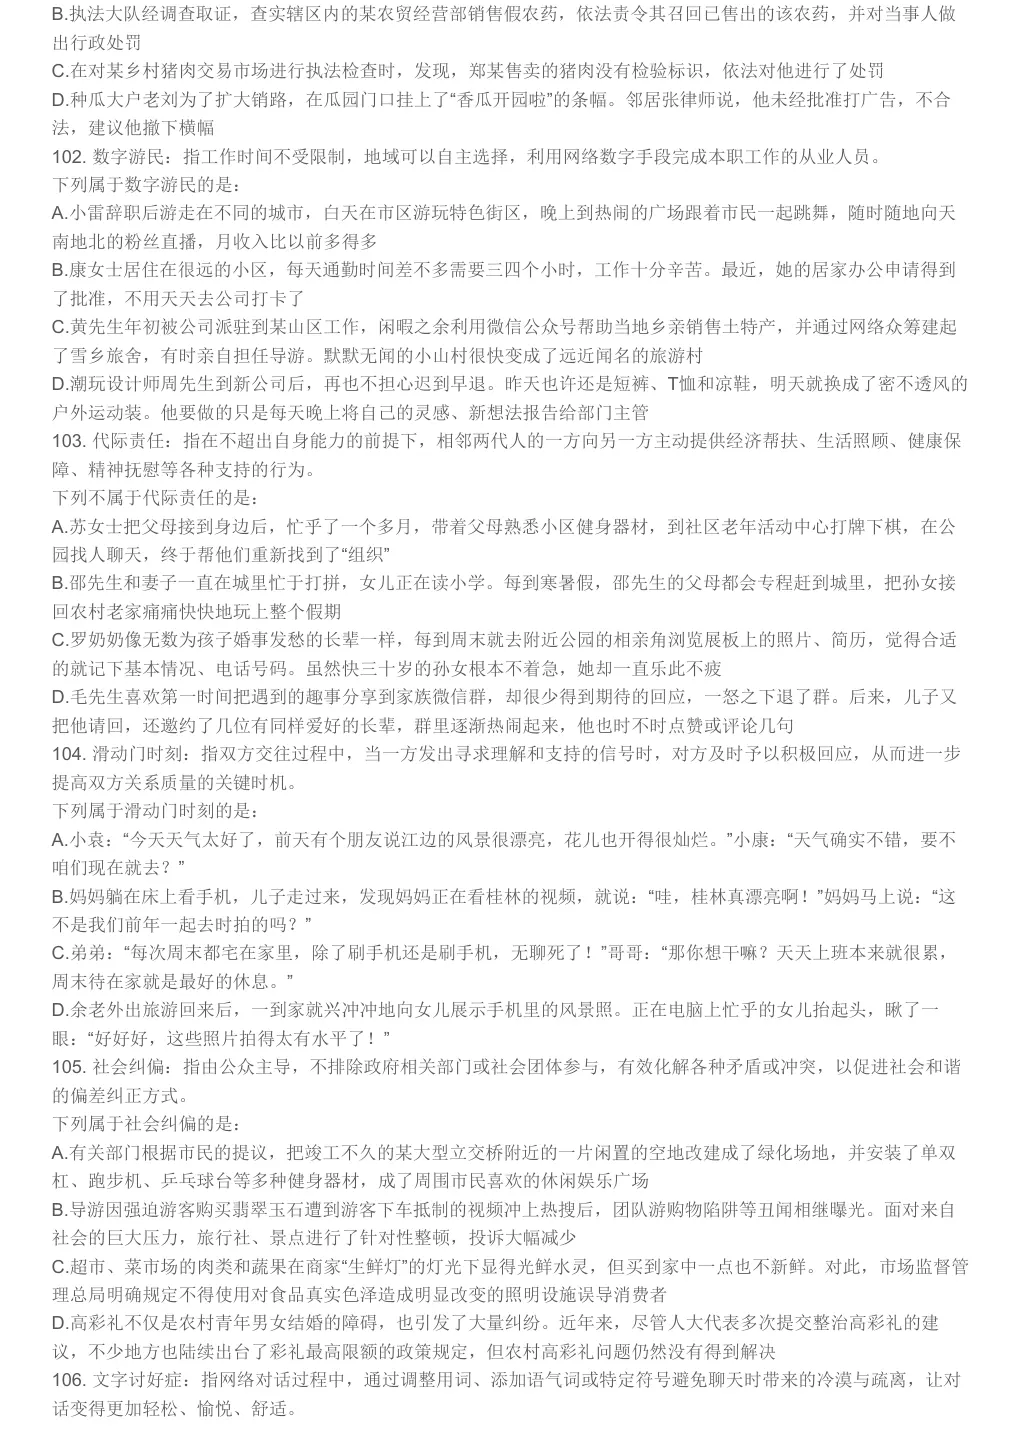 B.执法大队经调查取证，查实辖区内的某农贸经营部销售假农药，依法责令其召回已售出的该农药，并对当事人做
出行政处罚
C.在对某乡村猪肉交易市场进行执法检查时，发现，郑某售卖的猪肉没有检验标识，依法对他进行了处罚
D.种瓜大户老刘为了扩大销路，在瓜园门口挂上了“香瓜开园啦”的条幅。邻居张律师说，他未经批准打广告，不合
法，建议他撤下横幅
102. 数字游民：指工作时间不受限制，地域可以自主选择，利用网络数字手段完成本职工作的从业人员。
下列属于数字游民的是：
A.小雷辞职后游走在不同的城市，白天在市区游玩特色街区，晚上到热闹的广场跟着市民一起跳舞，随时随地向天
南地北的粉丝直播，月收入比以前多得多
B.康女士居住在很远的小区，每天通勤时间差不多需要三四个小时，工作十分辛苦。最近，她的居家办公申请得到
了批准，不用天天去公司打卡了
C.黄先生年初被公司派驻到某山区工作，闲暇之余利用微信公众号帮助当地乡亲销售土特产，并通过网络众筹建起
了雪乡旅舍，有时亲自担任导游。默默无闻的小山村很快变成了远近闻名的旅游村
D.潮玩设计师周先生到新公司后，再也不担心迟到早退。昨天也许还是短裤、T恤和凉鞋，明天就换成了密不透风的
户外运动装。他要做的只是每天晚上将自己的灵感、新想法报告给部门主管
103. 代际责任：指在不超出自身能力的前提下，相邻两代人的一方向另一方主动提供经济帮扶、生活照顾、健康保
障、精神抚慰等各种支持的行为。
下列不属于代际责任的是：
A.苏女士把父母接到身边后，忙乎了一个多月，带着父母熟悉小区健身器材，到社区老年活动中心打牌下棋，在公
园找人聊天，终于帮他们重新找到了“组织”
B.邵先生和妻子一直在城里忙于打拼，女儿正在读小学。每到寒暑假，邵先生的父母都会专程赶到城里，把孙女接
回农村老家痛痛快快地玩上整个假期
C.罗奶奶像无数为孩子婚事发愁的长辈一样，每到周末就去附近公园的相亲角浏览展板上的照片、简历，觉得合适
的就记下基本情况、电话号码。虽然快三十岁的孙女根本不着急，她却一直乐此不疲
D.毛先生喜欢第一时间把遇到的趣事分享到家族微信群，却很少得到期待的回应，一怒之下退了群。后来，儿子又
把他请回，还邀约了几位有同样爱好的长辈，群里逐渐热闹起来，他也时不时点赞或评论几句
104. 滑动门时刻：指双方交往过程中，当一方发出寻求理解和支持的信号时，对方及时予以积极回应，从而进一步
提高双方关系质量的关键时机。
下列属于滑动门时刻的是：
A.小袁：“今天天气太好了，前天有个朋友说江边的风景很漂亮，花儿也开得很灿烂。”小康：“天气确实不错，要不
咱们现在就去？”
B.妈妈躺在床上看手机，儿子走过来，发现妈妈正在看桂林的视频，就说：“哇，桂林真漂亮啊！”妈妈马上说：“这
不是我们前年一起去时拍的吗？”
C.弟弟：“每次周末都宅在家里，除了刷手机还是刷手机，无聊死了！”哥哥：“那你想干嘛？天天上班本来就很累，
周末待在家就是最好的休息。”
D.余老外出旅游回来后，一到家就兴冲冲地向女儿展示手机里的风景照。正在电脑上忙乎的女儿抬起头，瞅了一
眼：“好好好，这些照片拍得太有水平了！”
105. 社会纠偏：指由公众主导，不排除政府相关部门或社会团体参与，有效化解各种矛盾或冲突，以促进社会和谐
的偏差纠正方式。
下列属于社会纠偏的是：
A.有关部门根据市民的提议，把竣工不久的某大型立交桥附近的一片闲置的空地改建成了绿化场地，并安装了单双
杠、跑步机、乒乓球台等多种健身器材，成了周围市民喜欢的休闲娱乐广场
B.导游因强迫游客购买翡翠玉石遭到游客下车抵制的视频冲上热搜后，团队游购物陷阱等丑闻相继曝光。面对来自
社会的巨大压力，旅行社、景点进行了针对性整顿，投诉大幅减少
C.超市、菜市场的肉类和蔬果在商家“生鲜灯”的灯光下显得光鲜水灵，但买到家中一点也不新鲜。对此，市场监督管
理总局明确规定不得使用对食品真实色泽造成明显改变的照明设施误导消费者
D.高彩礼不仅是农村青年男女结婚的障碍，也引发了大量纠纷。近年来，尽管人大代表多次提交整治高彩礼的建
议，不少地方也陆续出台了彩礼最高限额的政策规定，但农村高彩礼问题仍然没有得到解决
106. 文字讨好症：指网络对话过程中，通过调整用词、添加语气词或特定符号避免聊天时带来的冷漠与疏离，让对
话变得更加轻松、愉悦、舒适。